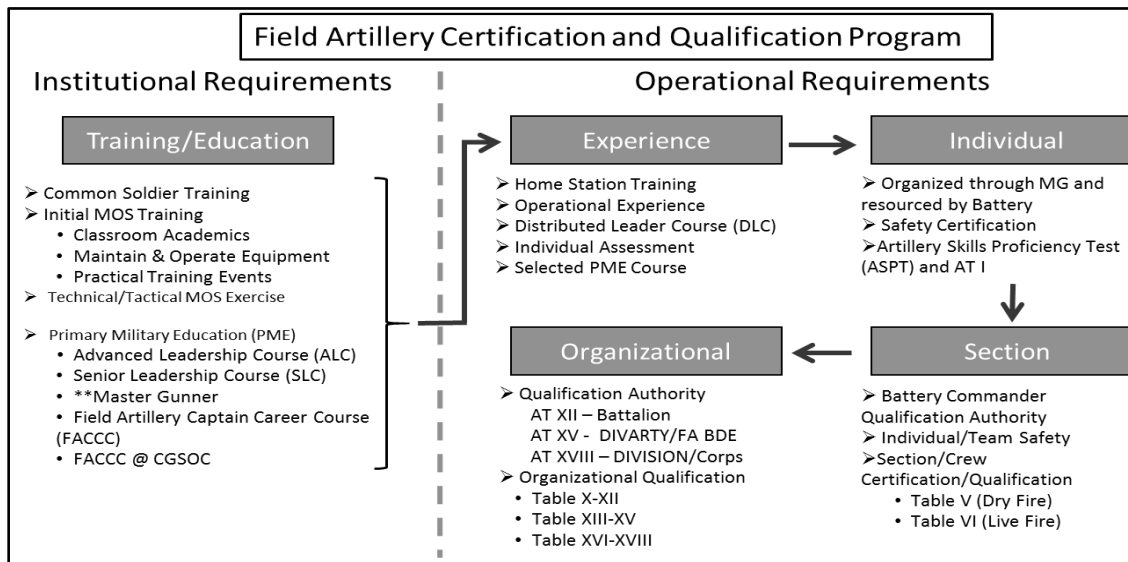 Field Artillery Certification and Qualification Program
Institutional Requirements
Training/Education
➢ Common Soldier Training
➢ Initial MOS Training
• Classroom Academics
• Maintain & Operate Equipment
• Practical Training Events
➢ Technical/Tactical MOS Exercise
➢ Primary Military Education (PME)
• Advanced Leadership Course (ALC)
• Senior Leadership Course (SLC)
• **Master Gunner
• Field Artillery Captain Career Course
(FACCC)
• FACCC @ CGSOC
Operational Requirements
Experience
➢ Home Station Training
➢ Operational Experience
➢ Distributed Leader Course (DLC)
➢ Individual Assessment
➢ Selected PME Course
Individual
➢ Organized through MG and
resourced by Battery
➢ Safety Certification
➢Artillery Skills Proficiency Test
(ASPT) and AT I
Section
➢ Battery Commander
Qualification Authority
➢ Individual/Team Safety
➢Section/Crew
Certification/Qualification
• Table V (Dry Fire)
• Table VI (Live Fire)
Organizational
➢ Qualification Authority
AT XII – Battalion
AT XV - DIVARTY/FA BDE
AT XVIII – DIVISION/Corps
➢ Organizational Qualification
• Table X-XII
• Table XIII-XV
• Table XVI-XVIII